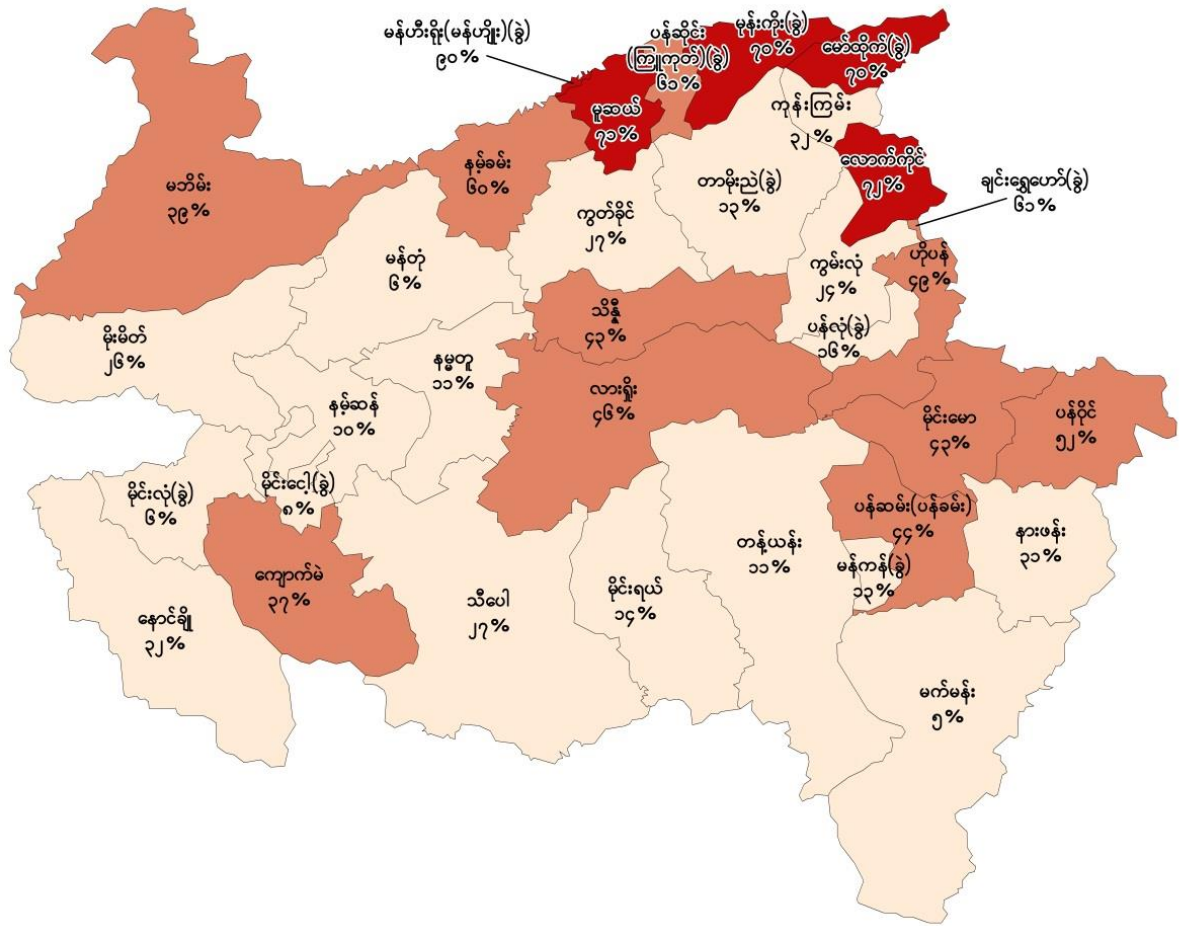 မန်ဟီးရိုး(မန်ဟျိုး)(ခွဲ)
၉၀%
ပန်ဆိုင်း
(ကြူကုတ်)(ခွဲ)
၆၁%
မုန်းကိုး(ခွဲ)
၇၀%
မော်ထိုက်(ခွဲ)
၇၀%
မူဆယ်
၇၁%
ကုန်းကြမ်း
၃၂%
လောက်ကိုင်
၇၂%
ချင်းရွှေဟော်(ခွဲ)
၆၁%
မဘိမ်း
၃၉%
နမ့်ခမ်း
၆၀%
တာမိုးညဲ(ခွဲ)
၁၃%
ကွတ်ခိုင်
၂၇%
မန်တုံ
၆%
ကွမ်းလုံ
၂၄%
ဟိုပန်
၄၉%
သိန္နီ
၄၃%
ပန်လုံ(ခွဲ)
၁၆%
မိုးမိတ်
၂၆%
နမ္မတူ
၁၁%
လားရှိုး
၄၆%
နမ့်ဆန်
၁၀%
မိုင်းမော
၄၃%
ပန်ဝိုင်
၅၂%
မိုင်းလုံ(ခွဲ)
၆%
မိုင်းငေါ့(ခွဲ)
၈%
ပန်ဆမ်း(ပန်ခမ်း)
၄၄%
နားဖန်း
၃၁%
တန့်ယန်း
၁၁%
မန်ကန်(ခွဲ)
၁၃%
ကျောက်မဲ
၃၇%
သီပေါ
၂၇%
မိုင်းရယ်
၁၄%
နောင်ချို
၃၂%
မက်မန်း
၅%